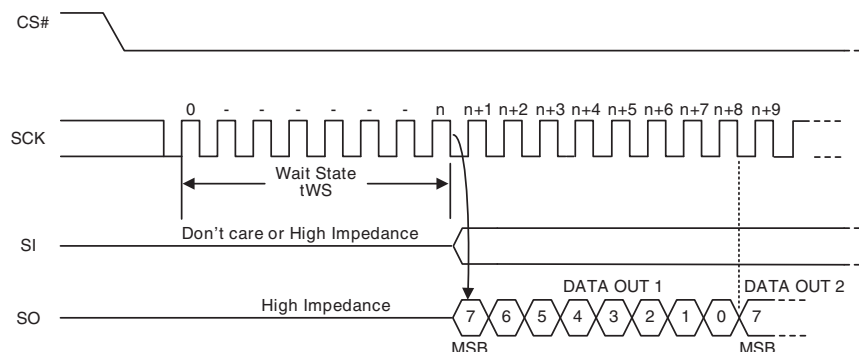 CS#
0 - - - - - - n n+1 n+2 n+3 n+4 n+5 n+6 n+7 n+8 n+9
SCK
Wait State
tWS
Don't care or High Impedance
SI
DATA OUT 1 DATA OUT 2
High Impedance
SO 7 6 5 4 3 2 1 0 7
MSB MSB